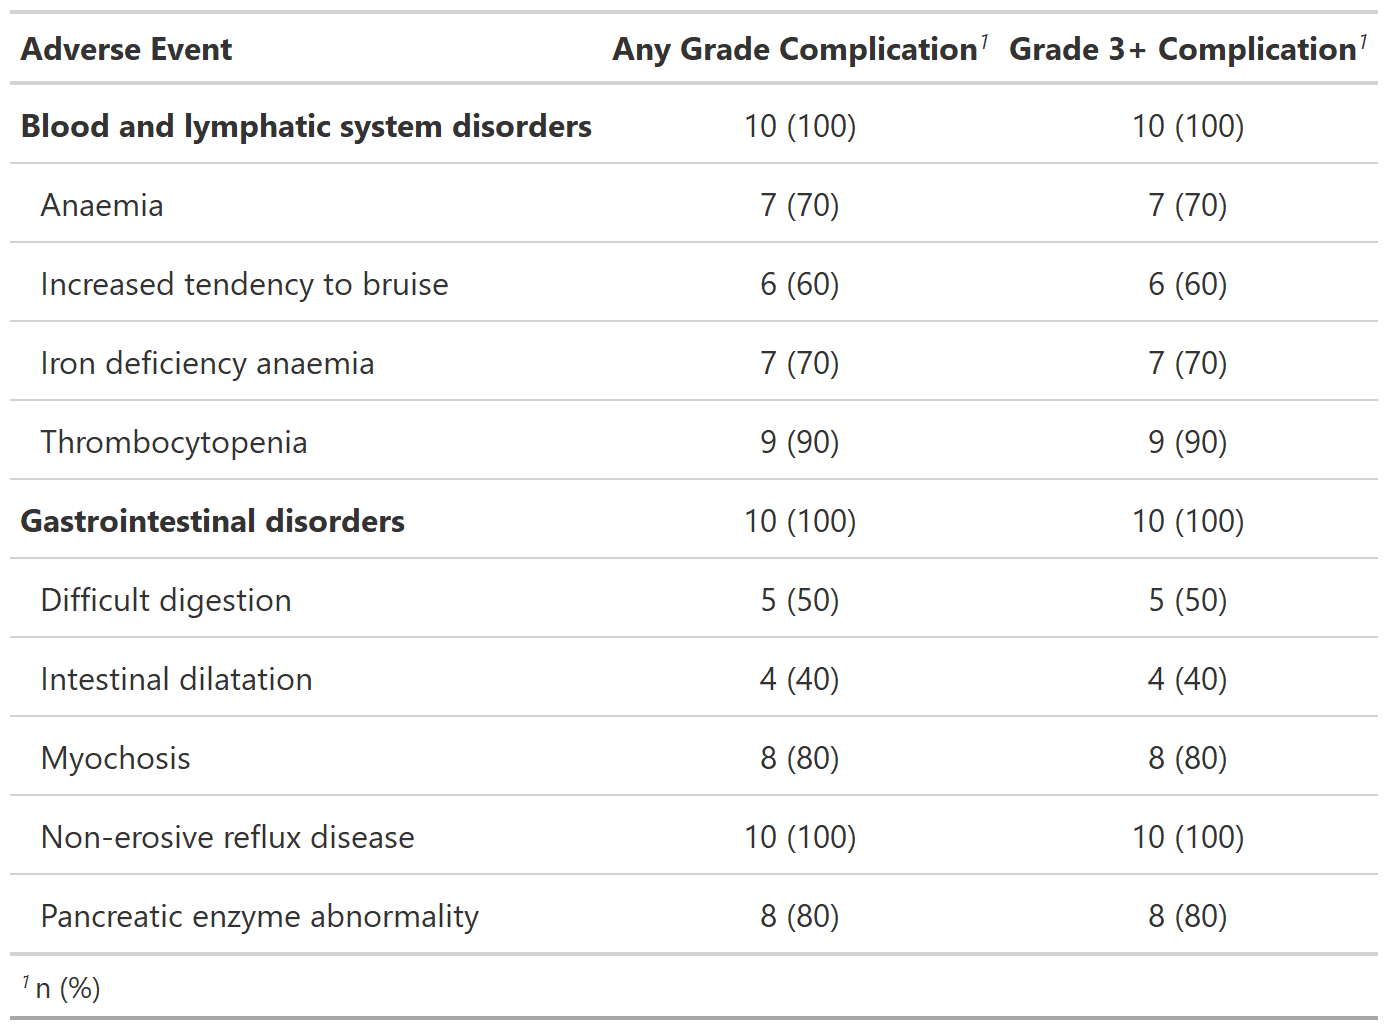 Adverse Event Any Grade Complication¹ Grade 3+ Complication¹
Blood and lymphatic system disorders 10 (100) 10 (100)
Anaemia 7 (70) 7 (70)
Increased tendency to bruise 6 (60) 6 (60)
Iron deficiency anaemia 7 (70) 7 (70)
Thrombocytopenia 9 (90) 9 (90)
Gastrointestinal disorders 10 (100) 10 (100)
Difficult digestion 5 (50) 5 (50)
Intestinal dilatation 4 (40) 4 (40)
Myochosis 8 (80) 8 (80)
Non-erosive reflux disease 10 (100) 10 (100)
Pancreatic enzyme abnormality 8 (80) 8 (80)
¹ n (%)